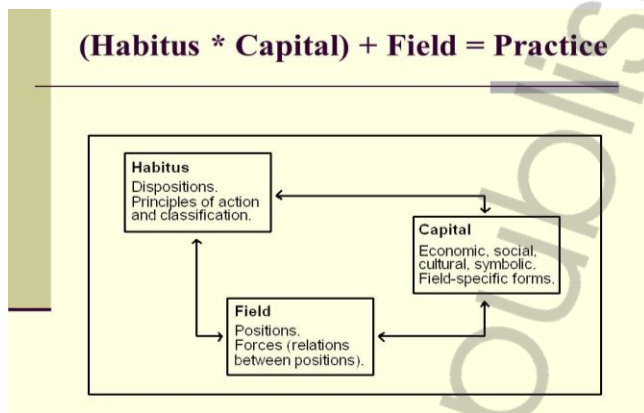 (Habitus * Capital) + Field = Practice
Habitus
Dispositions.
Principles of action
and classification.
Capital
Economic, social,
cultural, symbolic.
Field-specific forms.
Field
Positions.
Forces (relations
between positions).
publis